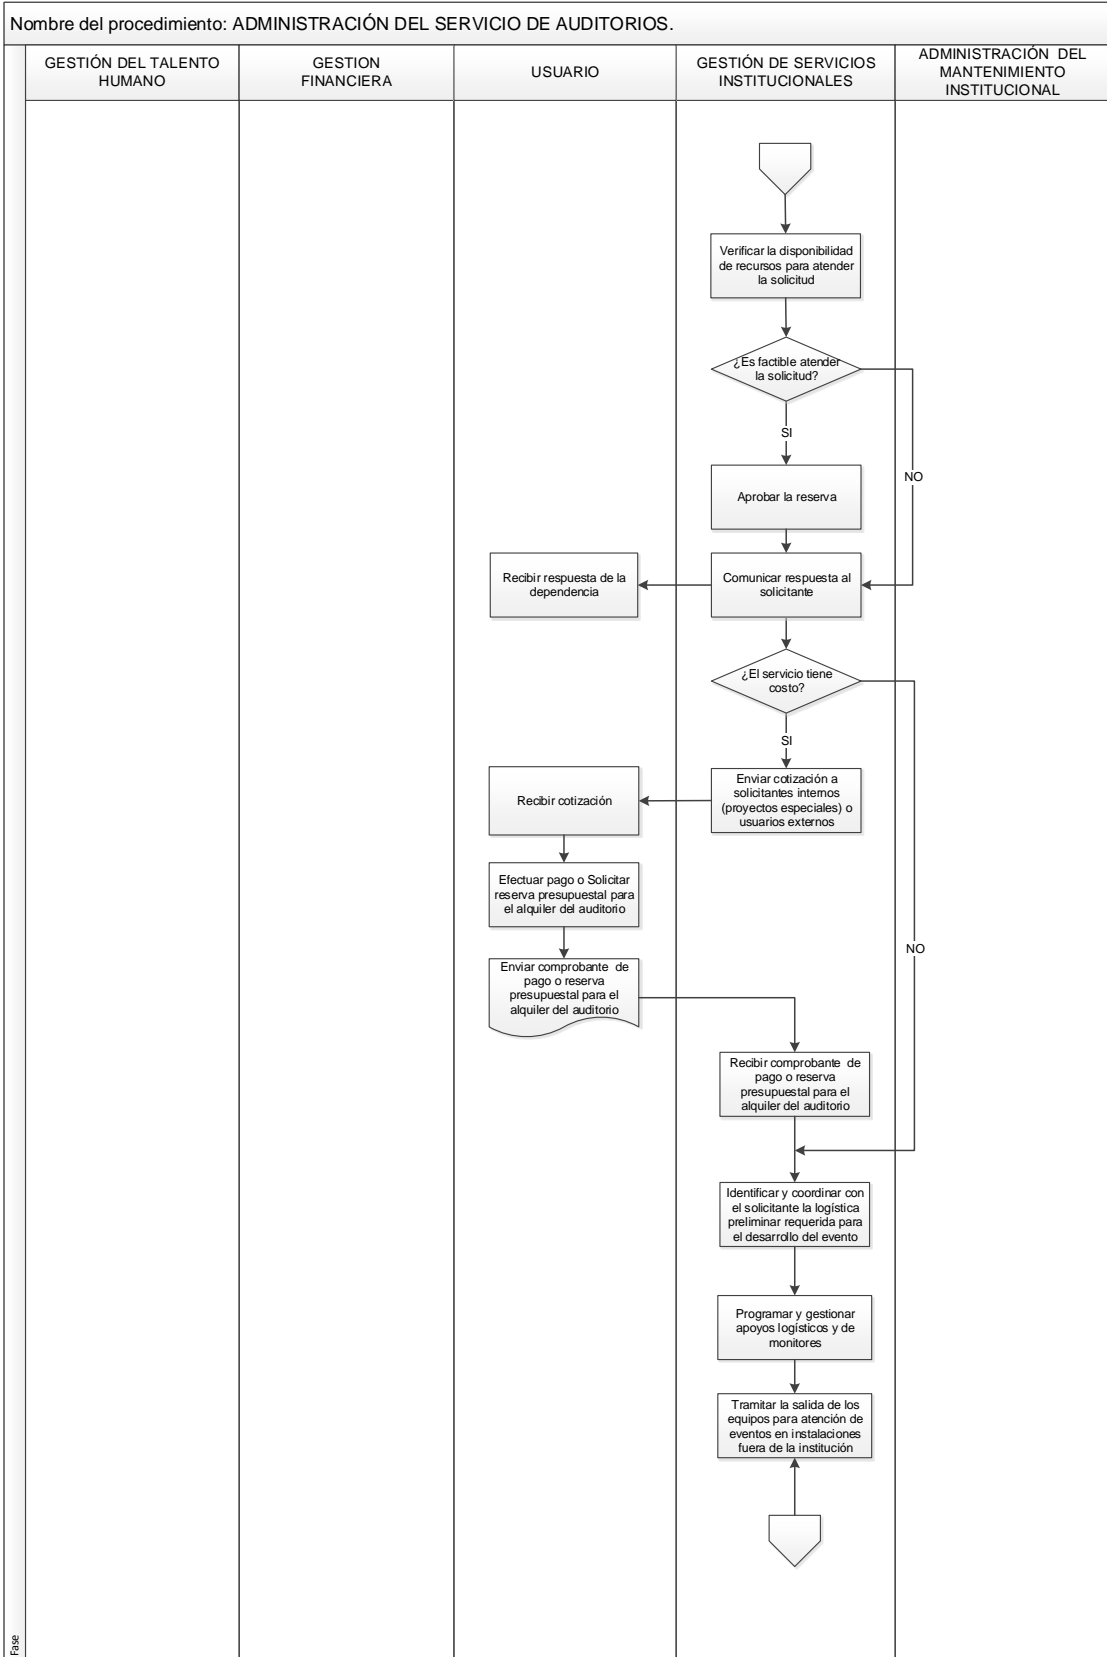 Nombre del procedimiento: ADMINISTRACIÓN DEL SERVICIO DE AUDITORIOS.
GESTIÓN DEL TALENTO
HUMANO
GESTION
FINANCIERA
USUARIO
GESTIÓN DE SERVICIOS
INSTITUCIONALES
ADMINISTRACIÓN DEL
MANTENIMIENTO
INSTITUCIONAL
Verificar la disponibilidad
de recursos para atender
la solicitud
¿Es factible atender
la solicitud?
SI
NO
Aprobar la reserva
Recibir respuesta de la
dependencia
Comunicar respuesta al
solicitante
¿El servicio tiene
costo?
SI
Recibir cotización
Enviar cotización a
solicitantes internos
(proyectos especiales) o
usuarios externos
Efectuar pago o Solicitar
reserva presupuestal para
el alquiler del auditorio
NO
Enviar comprobante de
pago o reserva
presupuestal para el
alquiler del auditorio
Recibir comprobante de
pago o reserva
presupuestal para el
alquiler del auditorio
Identificar y coordinar con
el solicitante la logística
preliminar requerida para
el desarrollo del evento
Programar y gestionar
apoyos logísticos y de
monitores
Tramitar la salida de los
equipos para atención de
eventos en instalaciones
fuera de la institución
Fase